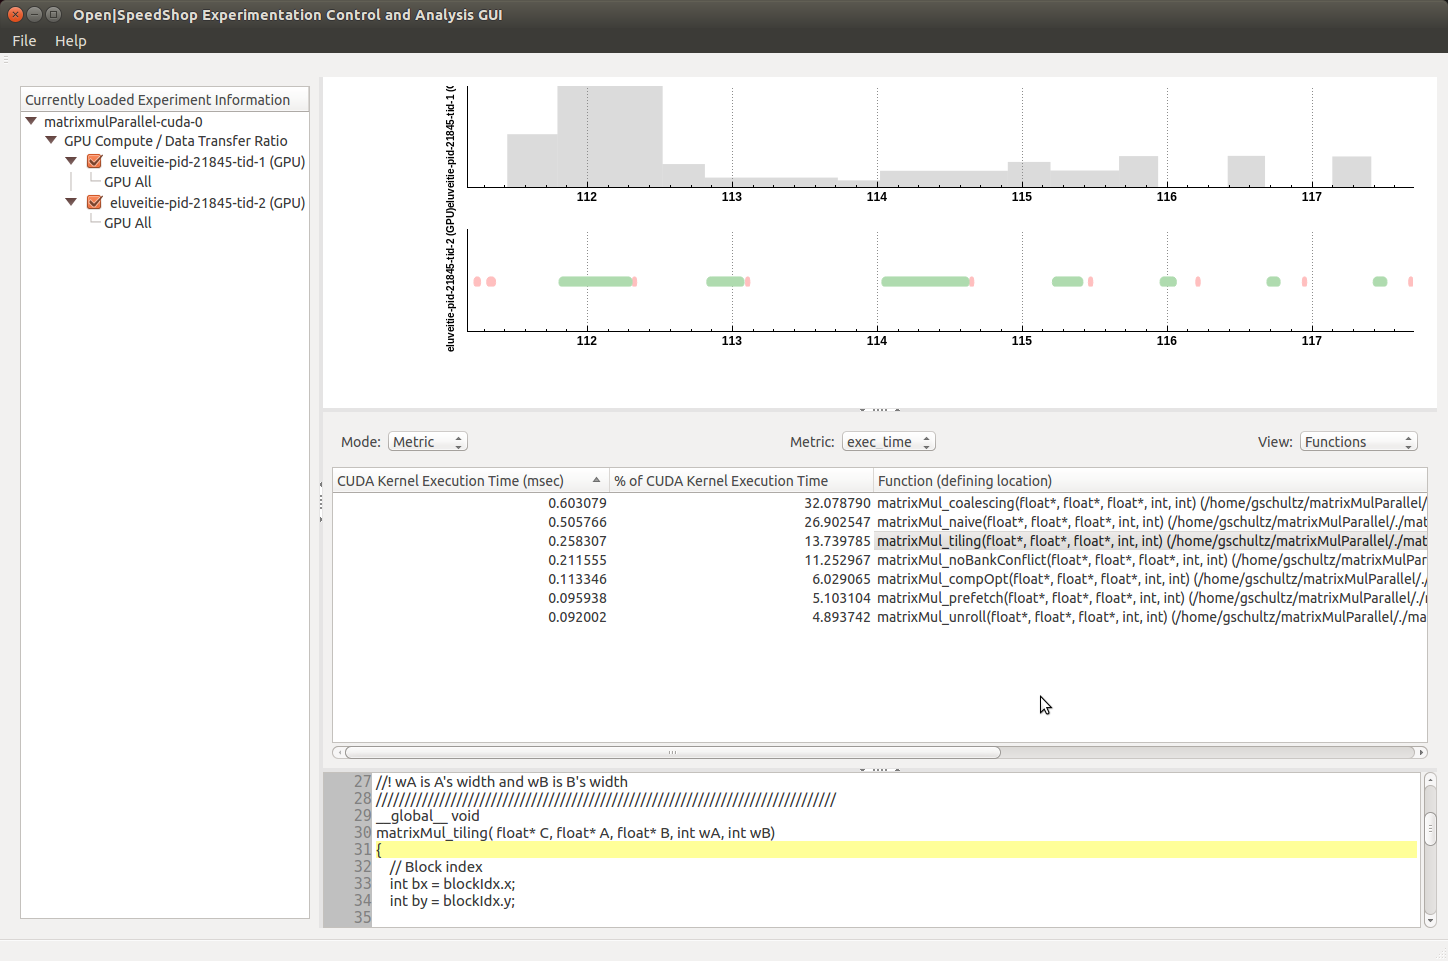 Open|SpeedShop Experimentation Control and Analysis GUI
File Help
Currently Loaded Experiment Information
matrixmulParallel-cuda-0
GPU Compute / Data Transfer Ratio
eluveitie-pid-21845-tid-1 (GPU)
GPU All
eluveitie-pid-21845-tid-2 (GPU)
GPU All
eluveitie-pid-21845-tid-1 (
112 113 114 115 116 117
eluveitie-pid-21845-tid-2 (GPU)
112 113 114 115 116 117
Mode: Metric Metric: exec_time View: Functions
CUDA Kernel Execution Time (msec) % of CUDA Kernel Execution Time Function (defining location)
0.603079 32.078790 matrixMul_coalescing(float*, float*, float*, int, int) (/home/gschultz/matrixMulParallel/
0.505766 26.902547 matrixMul_naive(float*, float*, float*, int, int) (/home/gschultz/matrixMulParallel/./mat
0.258307 13.739785 matrixMul_tiling(float*, float*, float*, int, int) (/home/gschultz/matrixMulParallel/./mat
0.211555 11.252967 matrixMul_noBankConflict(float*, float*, float*, int, int) (/home/gschultz/matrixMulPar
0.113346 6.029065 matrixMul_compOpt(float*, float*, float*, int, int) (/home/gschultz/matrixMulParallel/./
0.095938 5.103104 matrixMul_prefetch(float*, float*, float*, int, int) (/home/gschultz/matrixMulParallel/./
0.092002 4.893742 matrixMul_unroll(float*, float*, float*, int, int) (/home/gschultz/matrixMulParallel/./ma
27 //! wA is A's width and wB is B's width
28 ////////////////////////////////////////////////////////////////////////////////
29 __global__ void
30 matrixMul_tiling( float* C, float* A, float* B, int wA, int wB)
31 {
32 // Block index
33 int bx = blockIdx.x;
34 int by = blockIdx.y;
35